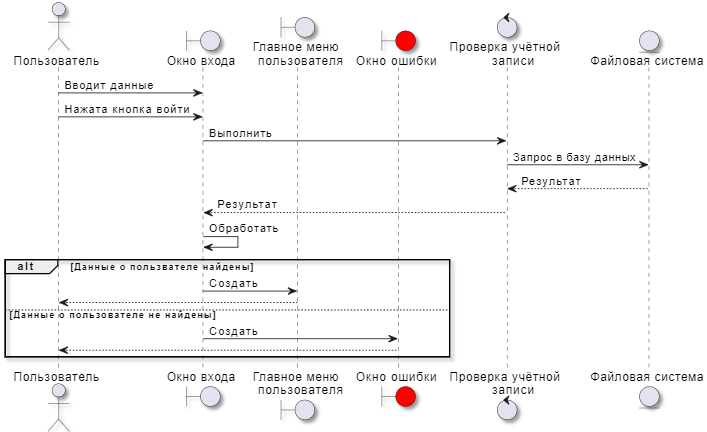 Пользователь
Окно входа
Главное меню
пользователя
Окно ошибки
Проверка учётной
записи
Файловая система
Вводит данные
Нажата кнопка войти
Выполнить
Запрос в базу данных
Результат
Результат
Обработать
alt
[Данные о пользвателе найдены]
Создать
[Данные о пользователе не найдены]
Создать
Пользователь
Окно входа
Главное меню
пользователя
Окно ошибки
Проверка учётной
записи
Файловая система